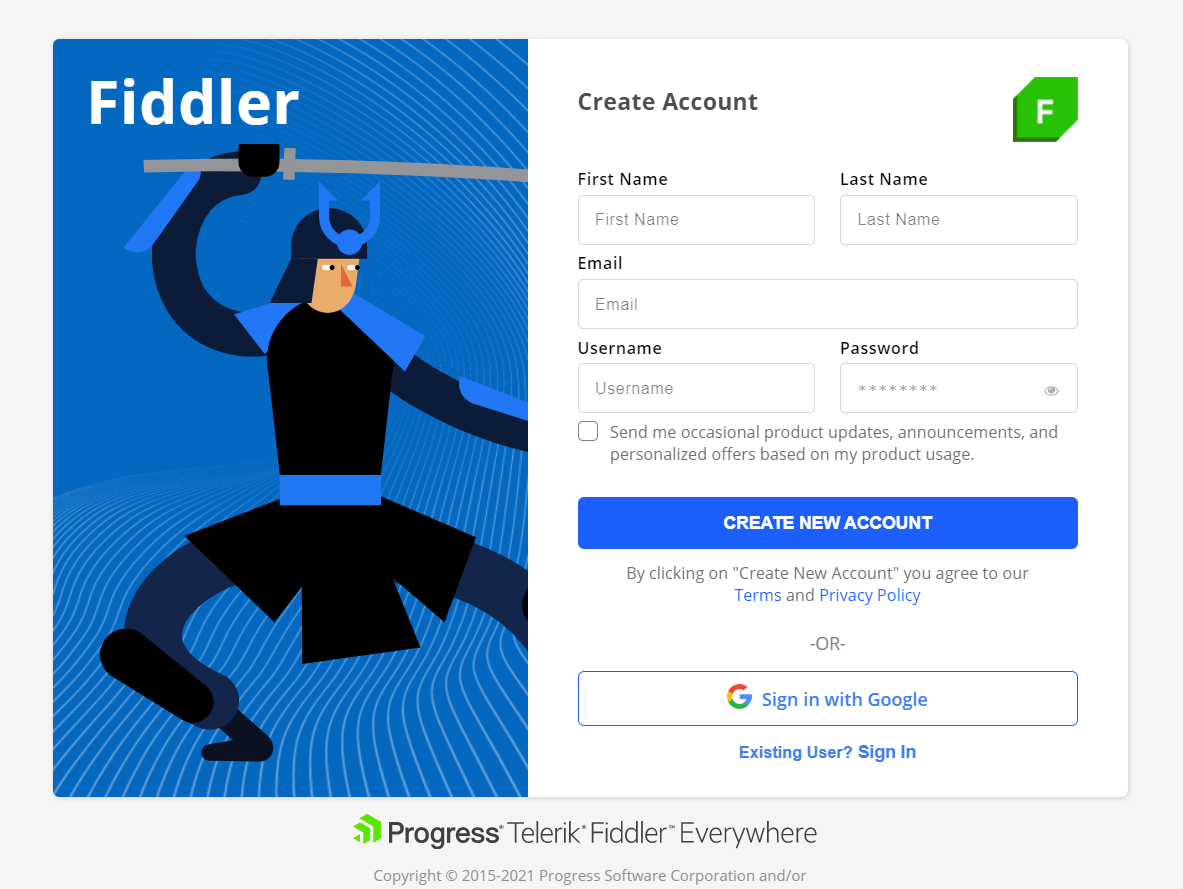 Fiddler
Create Account
F
First Name
Last Name
First Name
Last Name
Email
Email
Username
Password
Username
********
Send me occasional product updates, announcements, and
personalized offers based on my product usage.
CREATE NEW ACCOUNT
By clicking on "Create New Account" you agree to our
Terms and Privacy Policy
-OR-
Sign in with Google
Existing User? Sign In
Progress® Telerik® Fiddler™ Everywhere
Copyright © 2015-2021 Progress Software Corporation and/or